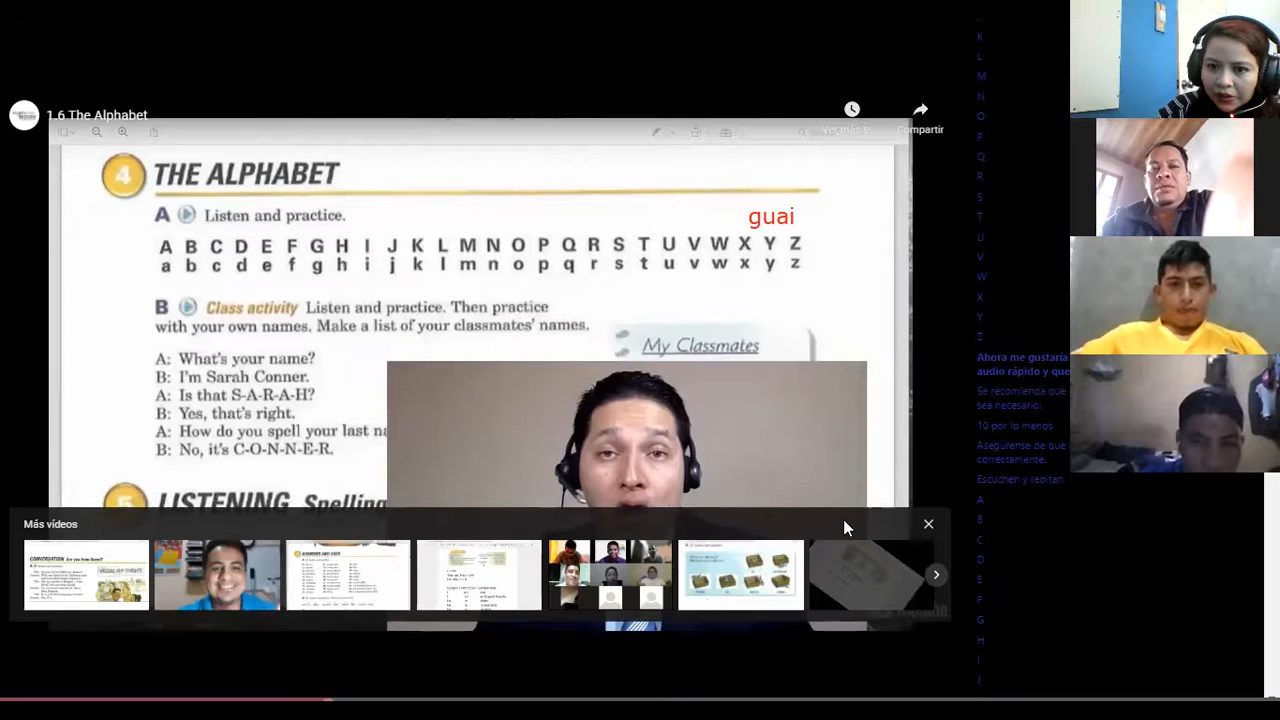 1.6 The Alphabet
Compartir
4 THE ALPHABET
A Listen and practice.
guai
A B C D E F G H I J K L M N O P Q R S T U V W X Y Z
a b c d e f g h i j k l m n o p q r s t u v w x y z
B Class activity Listen and practice. Then practice
with your own names. Make a list of your classmates' names.
My Classmates
A: What's your name?
B: I'm Sarah Conner.
A: Is that S-A-R-A-H?
B: Yes, that's right.
A: How do you spell your last
B: No, it's C-O-N-N-E-R.
5 LISTENING Spelling
Más vídeos
K
L
M
N
O
P
Q
R
S
T
U
V
W
X
Y
Z
Ahora me gustaría
audio rápido y que
Se recomienda que
sea necesario:
10 por lo menos
Asegúrense de que
correctamente.
Escuchen y repitan.
A
B
C
D
E
F
G
H
I
J